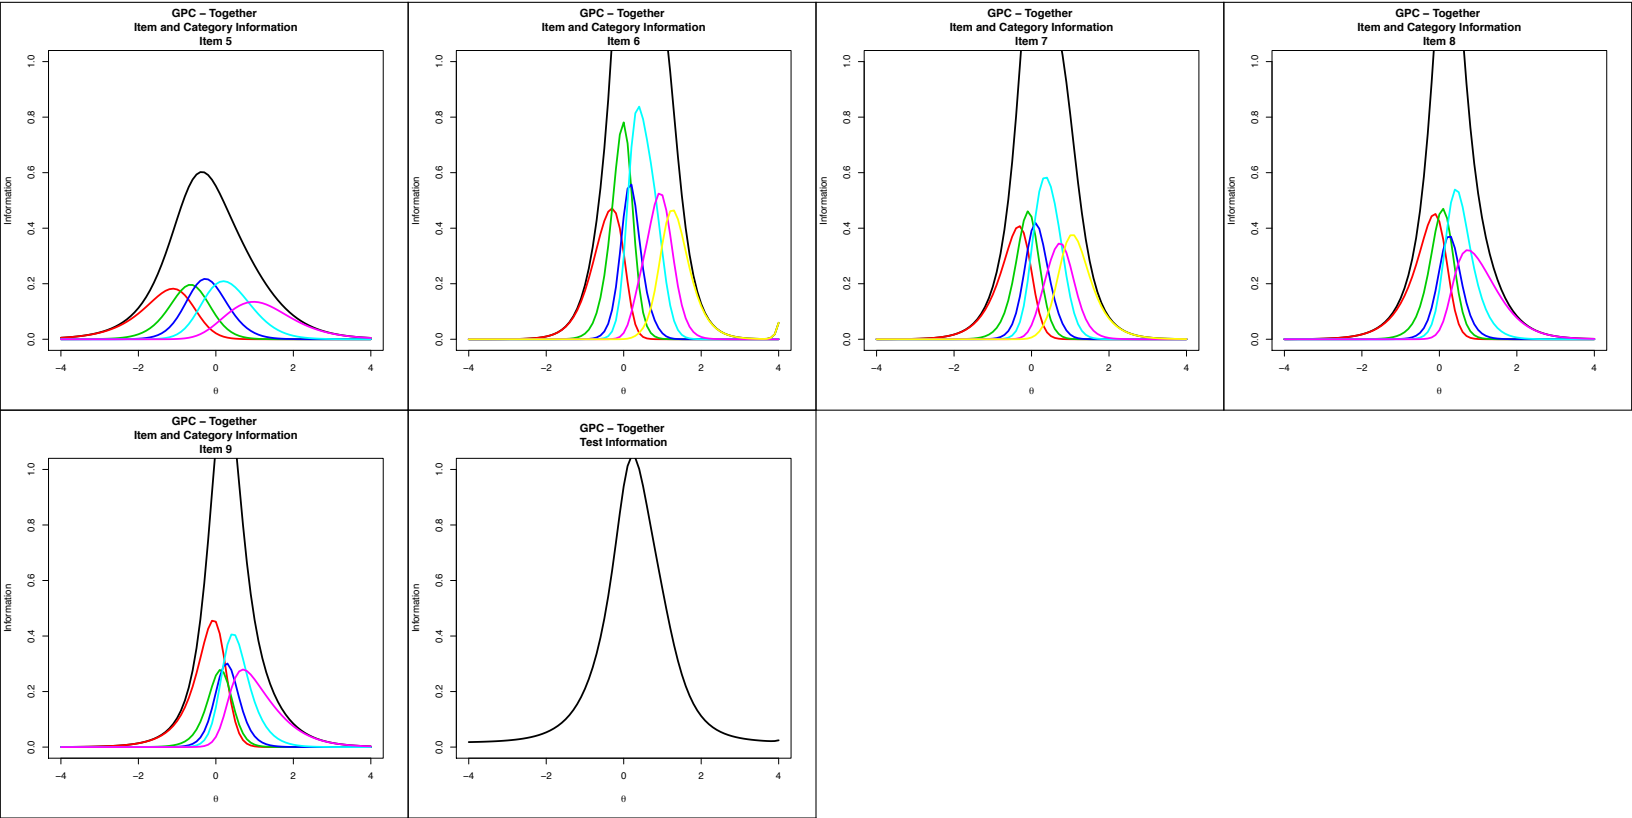 GPC – Together
Item and Category Information
Item 5
Information
0.0 0.2 0.4 0.6 0.8 1.0
−4 −2 0 2 4
θ
GPC – Together
Item and Category Information
Item 6
Information
0.0 0.2 0.4 0.6 0.8 1.0
−4 −2 0 2 4
θ
GPC – Together
Item and Category Information
Item 7
Information
0.0 0.2 0.4 0.6 0.8 1.0
−4 −2 0 2 4
θ
GPC – Together
Item and Category Information
Item 8
Information
0.0 0.2 0.4 0.6 0.8 1.0
−4 −2 0 2 4
θ
GPC – Together
Item and Category Information
Item 9
Information
0.0 0.2 0.4 0.6 0.8 1.0
−4 −2 0 2 4
θ
GPC – Together
Test Information
Information
0.0 0.2 0.4 0.6 0.8 1.0
−4 −2 0 2 4
θ